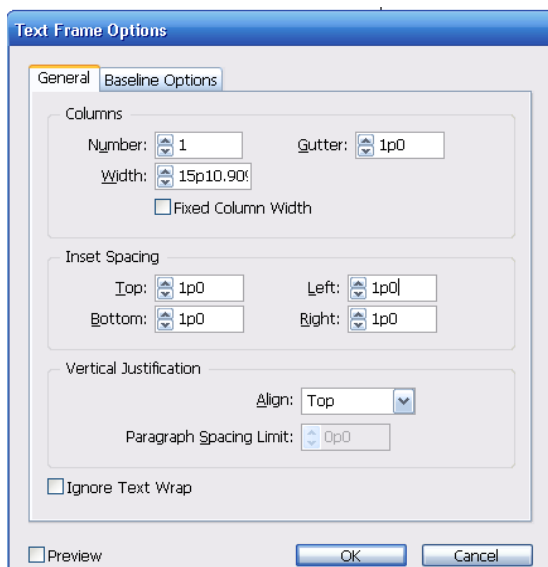 Text Frame Options
General Baseline Options
Columns
Number: 1 Gutter: 1p0
Width: 15p10.909
Fixed Column Width
Inset Spacing
Top: 1p0 Left: 1p0
Bottom: 1p0 Right: 1p0
Vertical Justification
Align: Top
Paragraph Spacing Limit: 0p0
Ignore Text Wrap
Preview OK Cancel